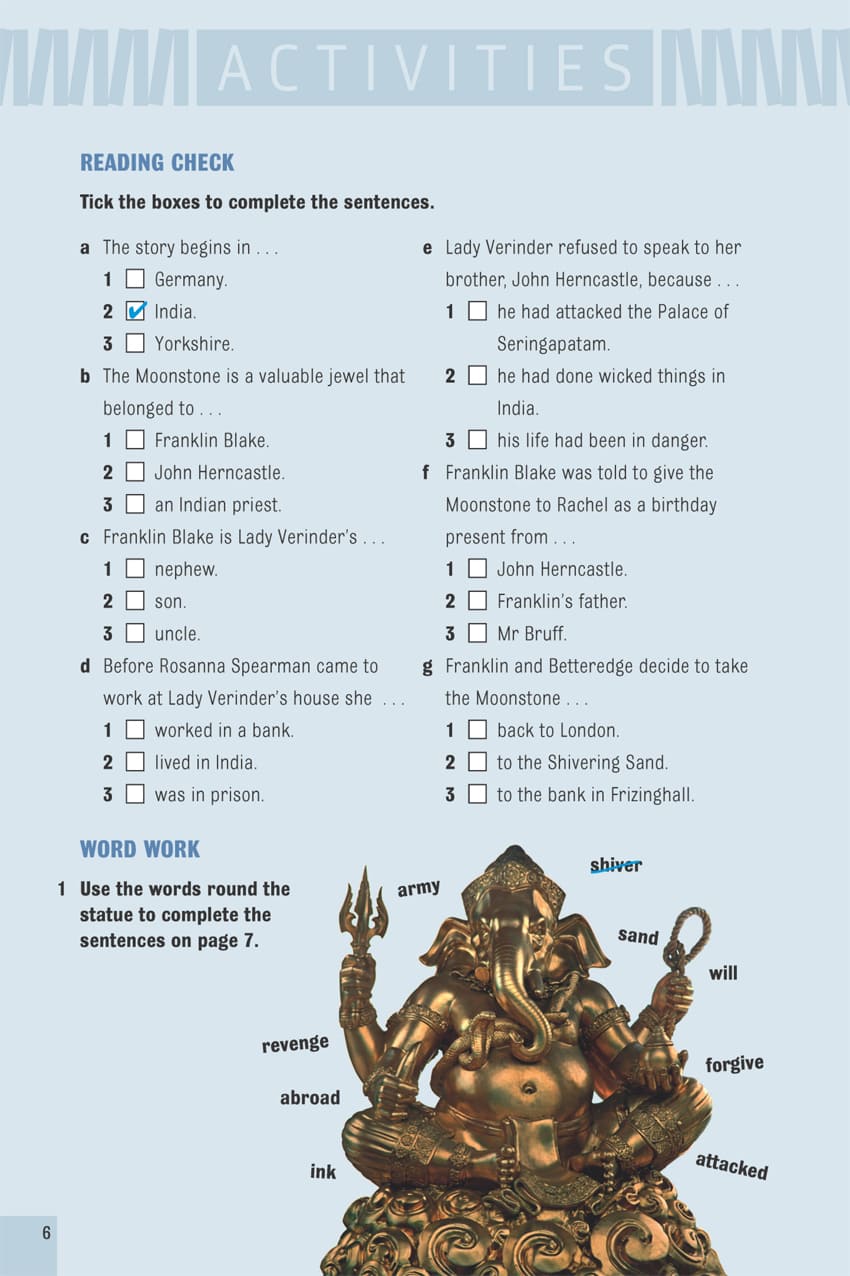 ACTIVITIES
READING CHECK
Tick the boxes to complete the sentences.
a The story begins in . . .
1 Germany.
2 ✔ India.
3 Yorkshire.
b The Moonstone is a valuable jewel that
belonged to . . .
1 Franklin Blake.
2 John Herncastle.
3 an Indian priest.
c Franklin Blake is Lady Verinder's . . .
1 nephew.
2 son.
3 uncle.
d Before Rosanna Spearman came to
work at Lady Verinder's house she . . .
1 worked in a bank.
2 lived in India.
3 was in prison.
e Lady Verinder refused to speak to her
brother, John Herncastle, because . . .
1 he had attacked the Palace of
Seringapatam.
2 he had done wicked things in
India.
3 his life had been in danger.
f Franklin Blake was told to give the
Moonstone to Rachel as a birthday
present from . . .
1 John Herncastle.
2 Franklin's father.
3 Mr Bruff.
g Franklin and Betteredge decide to take
the Moonstone . . .
1 back to London.
2 to the Shivering Sand.
3 to the bank in Frizinghall.
WORD WORK
1 Use the words round the
statue to complete the
sentences on page 7.
shiver
army
sand
will
revenge
forgive
abroad
attacked
ink
6